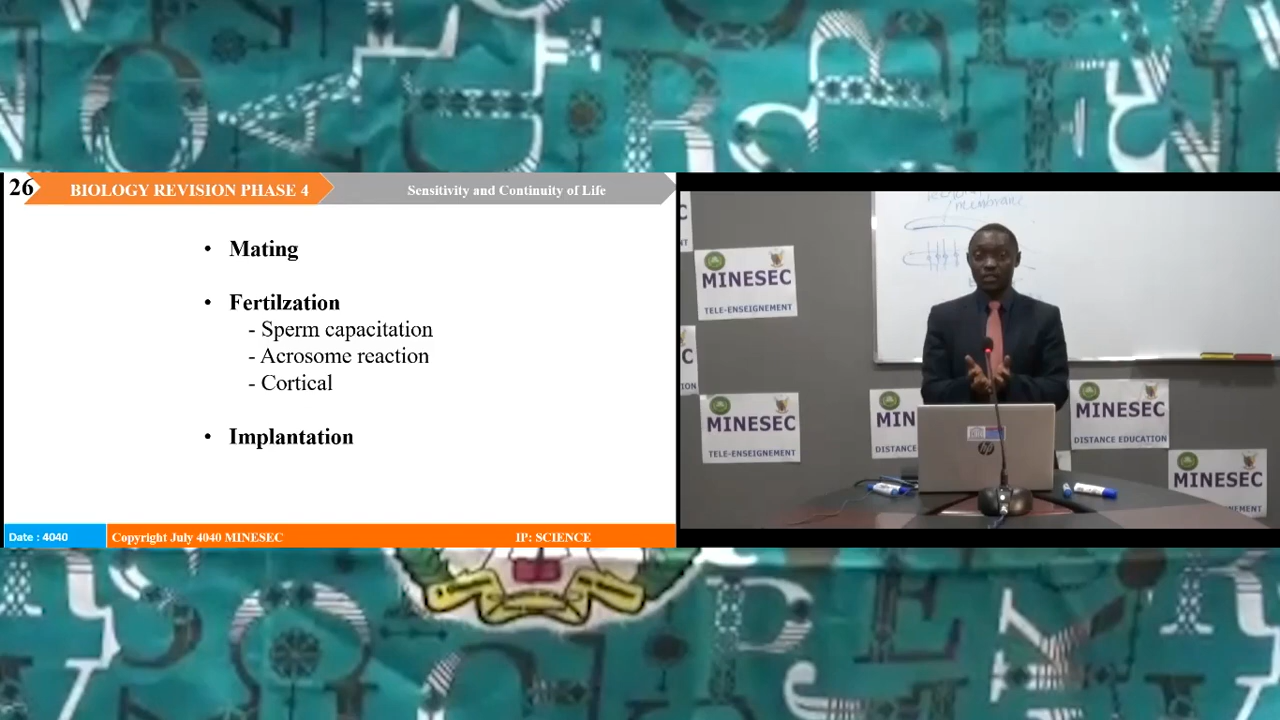 26
BIOLOGY REVISION PHASE 4
Sensitivity and Continuity of Life
• Mating
• Fertilzation
- Sperm capacitation
- Acrosome reaction
- Cortical
• Implantation
Date : 4040
Copyright July 4040 MINESEC
IP: SCIENCE
membrane
MINESEC
TELE-ENSEIGNEMENT
MINESEC
TELE-ENSEIGNEMENT
MINESEC
DISTANCE EDUCATION
MINESEC
hp